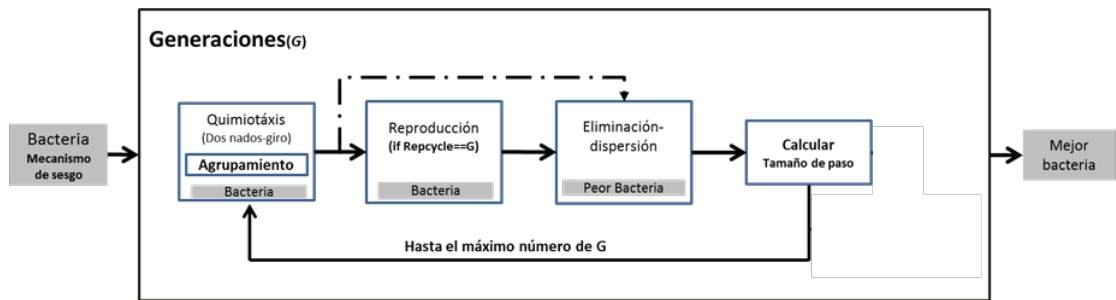 Generaciones(G)
Bacteria
Mecanismo
de sesgo
Quimiotáxis
(Dos nados-giro)
Agrupamiento
Bacteria
Reproducción
(if Repcycle==G)
Bacteria
Eliminación-
dispersión
Peor Bacteria
Calcular
Tamaño de paso
Hasta el máximo número de G
Mejor
bacteria